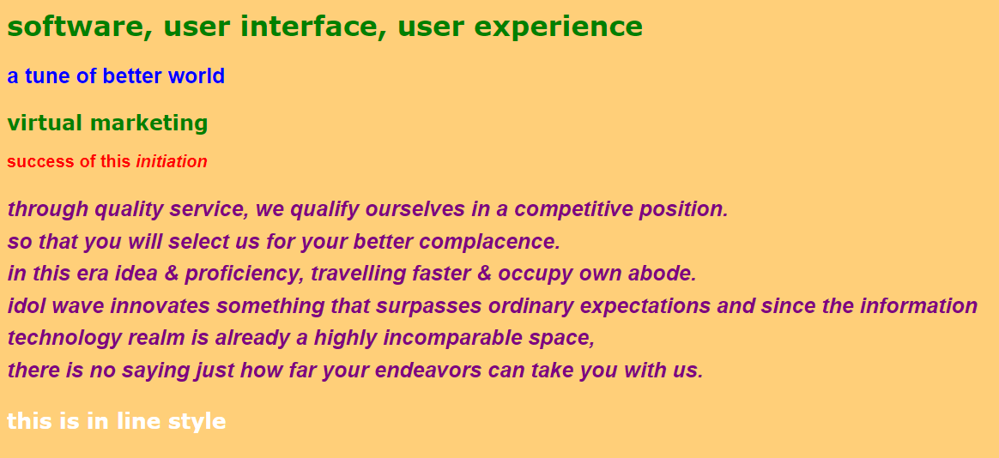 software, user interface, user experience
a tune of better world
virtual marketing
success of this initiation
through quality service, we qualify ourselves in a competitive position.
so that you will select us for your better complacence.
in this era idea & proficiency, travelling faster & occupy own abode.
idol wave innovates something that surpasses ordinary expectations and since the information
technology realm is already a highly incomparable space,
there is no saying just how far your endeavors can take you with us.
this is in line style